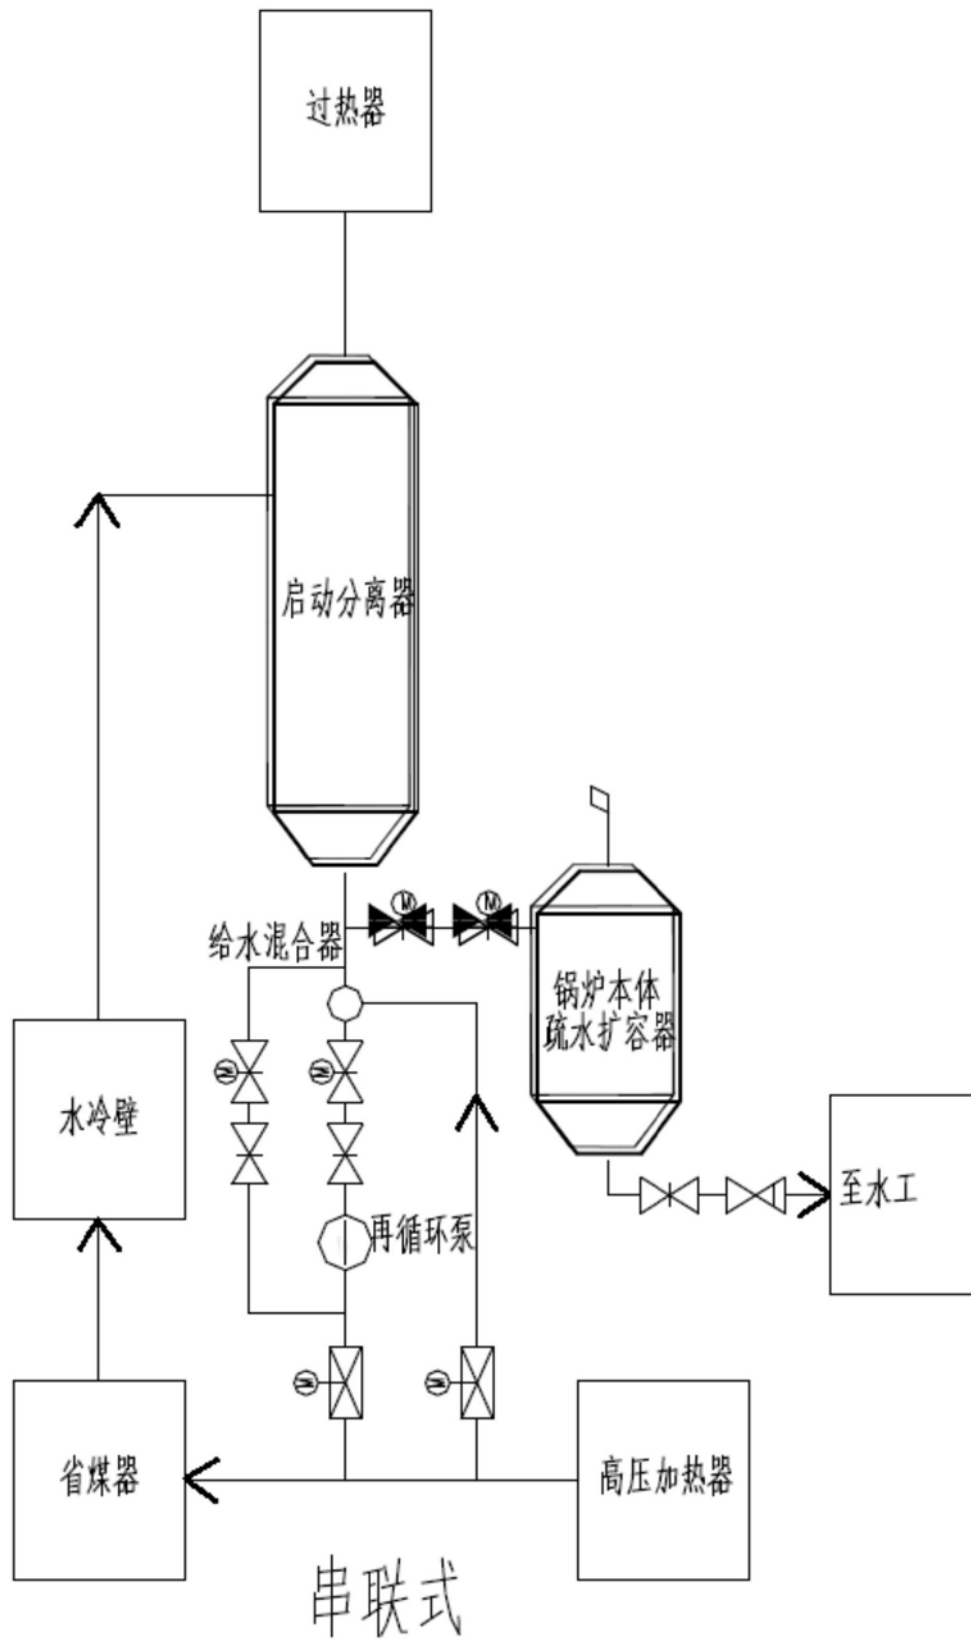 过热器
启动分离器
给水混合器
M
M
锅炉本体
疏水扩容器
M
M
水冷壁
至水工
再循环泵
M
M
省煤器
高压加热器
串联式